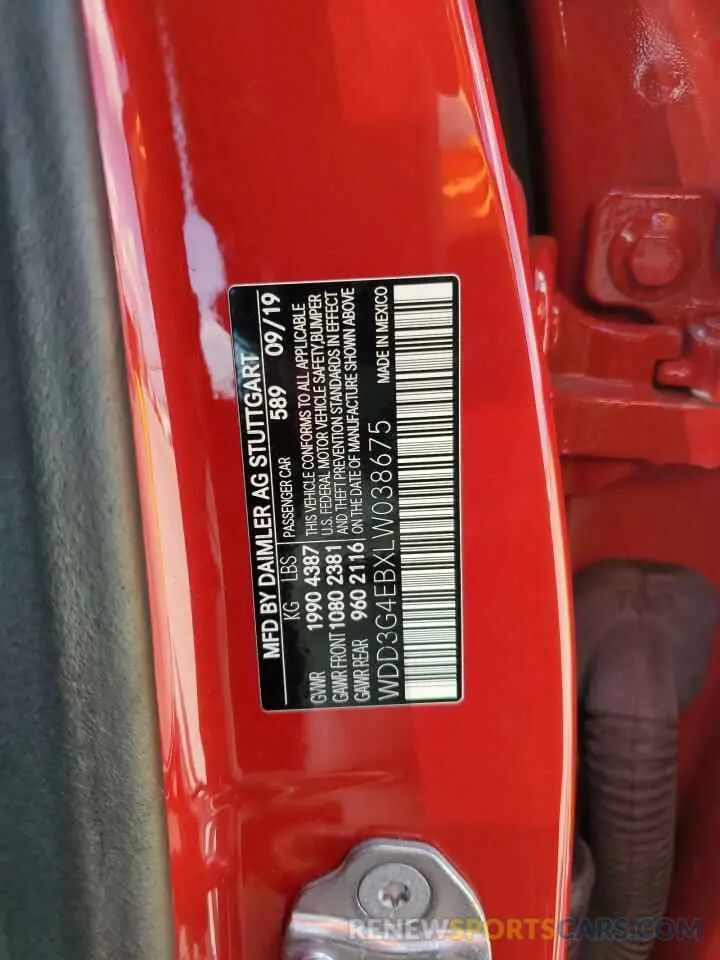 MFD BY DAIMLER AG STUTTGART
KG LBS PASSENGER CAR 589 09/19
GVWR 1990 4387 THIS VEHICLE CONFORMS TO ALL APPLICABLE
U.S. FEDERAL MOTOR VEHICLE SAFETY, BUMPER
GAWR FRONT 1080 2381 AND THEFT PREVENTION STANDARDS IN EFFECT
GAWR REAR 960 2116 ON THE DATE OF MANUFACTURE SHOWN ABOVE
WDD3G4EBXLW038675 MADE IN MEXICO
RENEWSPORTSCARS.COM